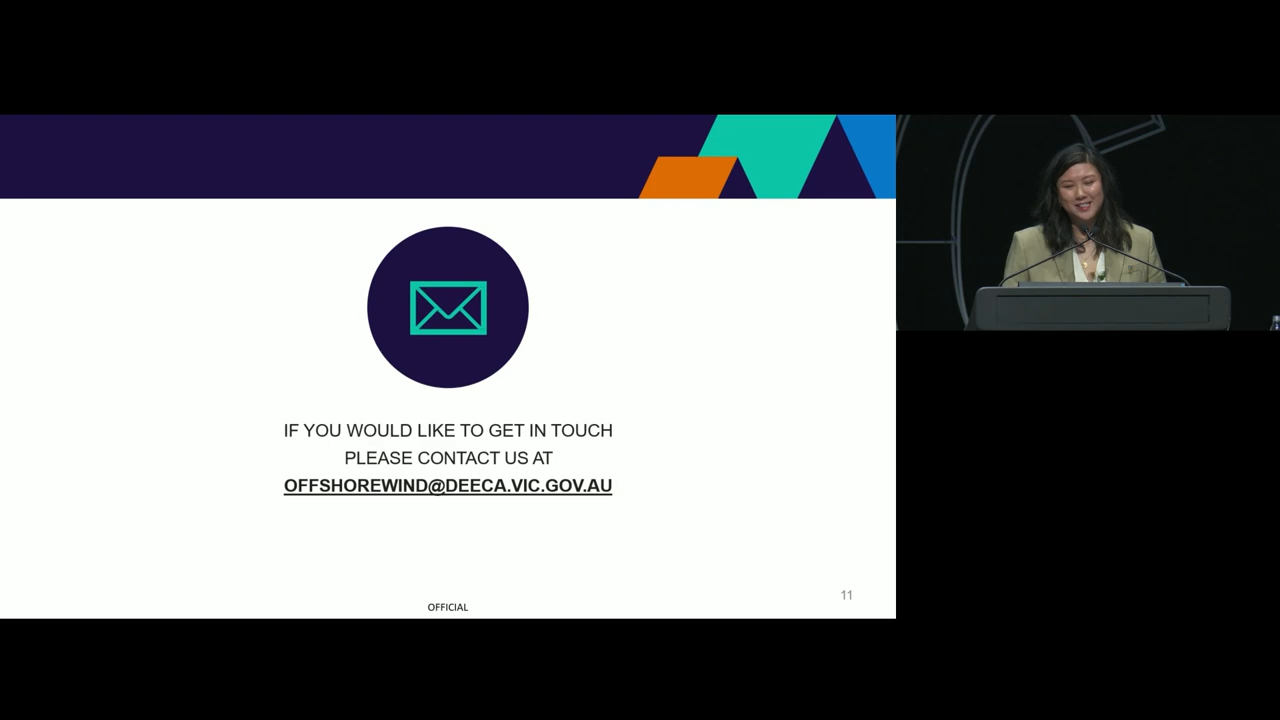 IF YOU WOULD LIKE TO GET IN TOUCH
PLEASE CONTACT US AT
OFFSHOREWIND@DEECA.VIC.GOV.AU
11
OFFICIAL